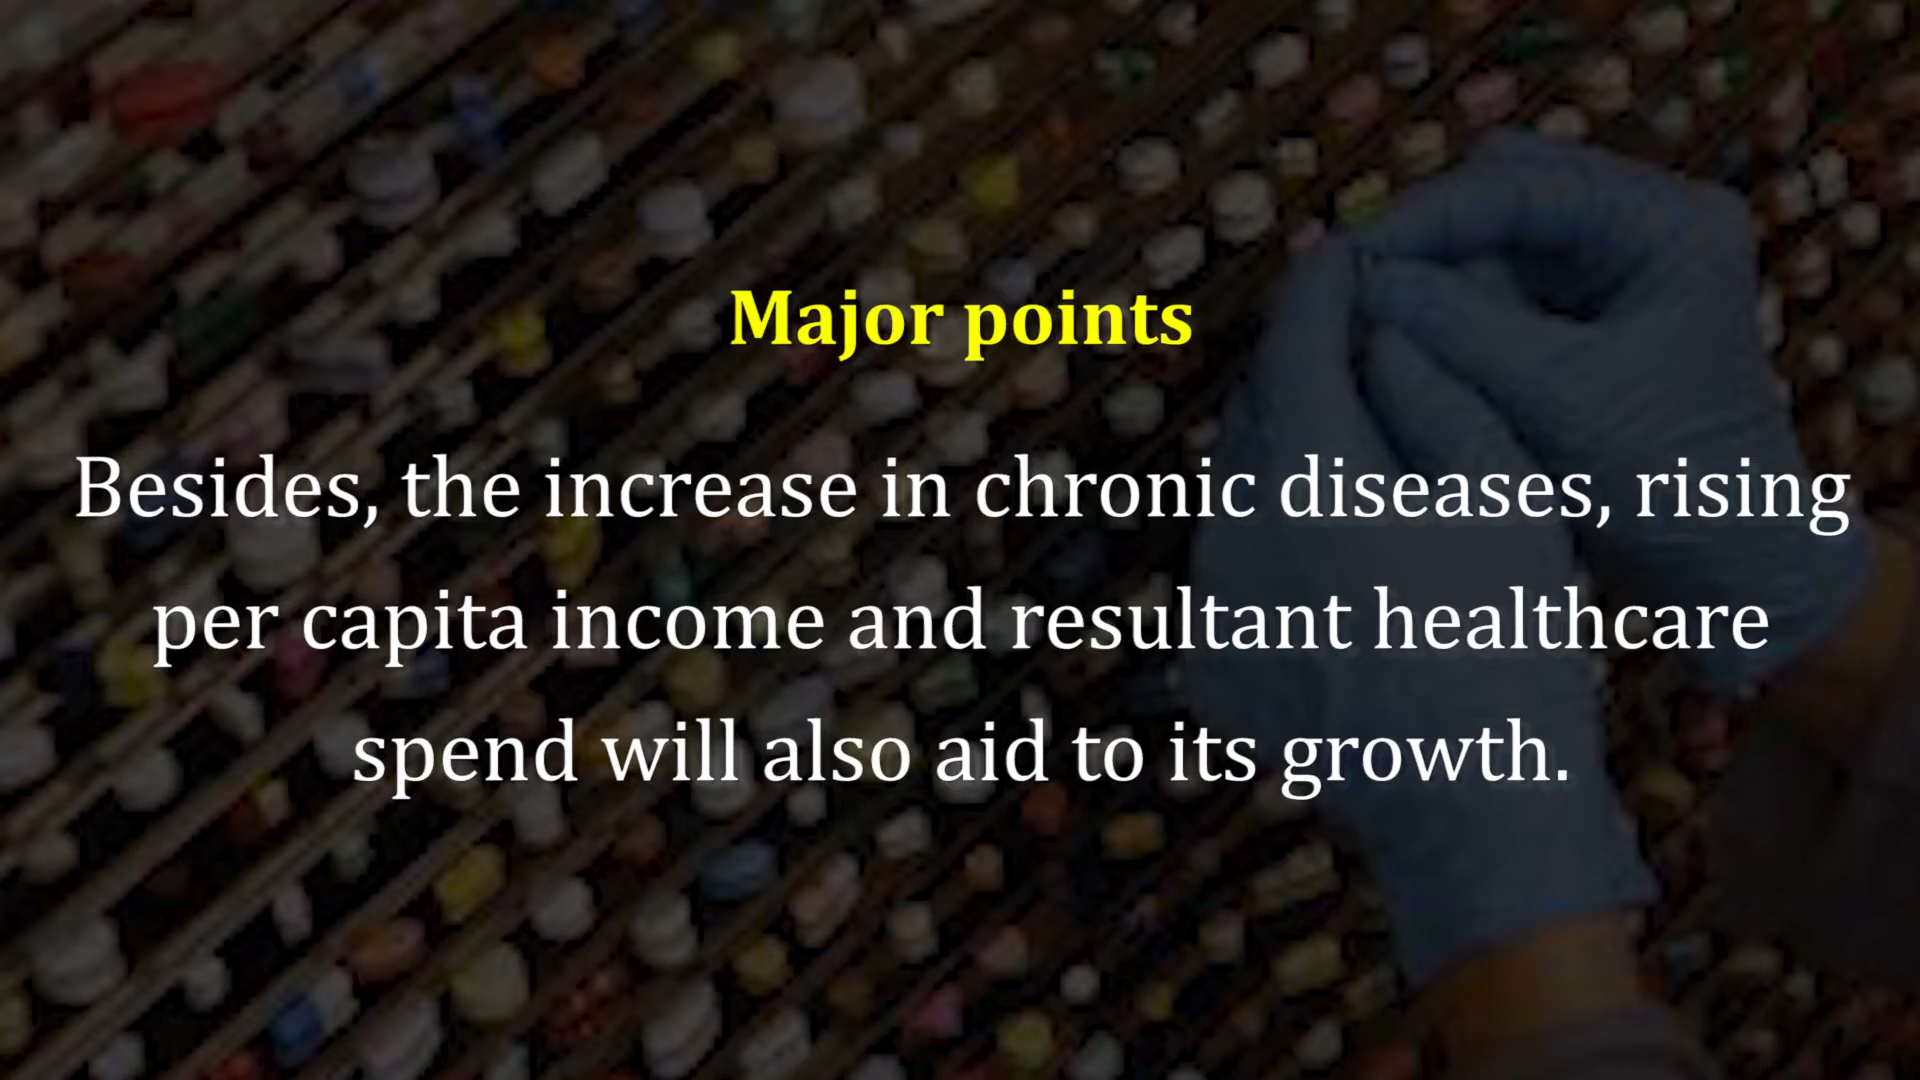 Major points
Besides, the increase in chronic diseases, rising
per capita income and resultant healthcare
spend will also aid to its growth.